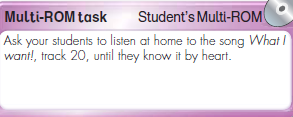 Multi-ROM task Student's Multi-ROM
Ask your students to listen at home to the song What I
want!, track 20, until they know it by heart.